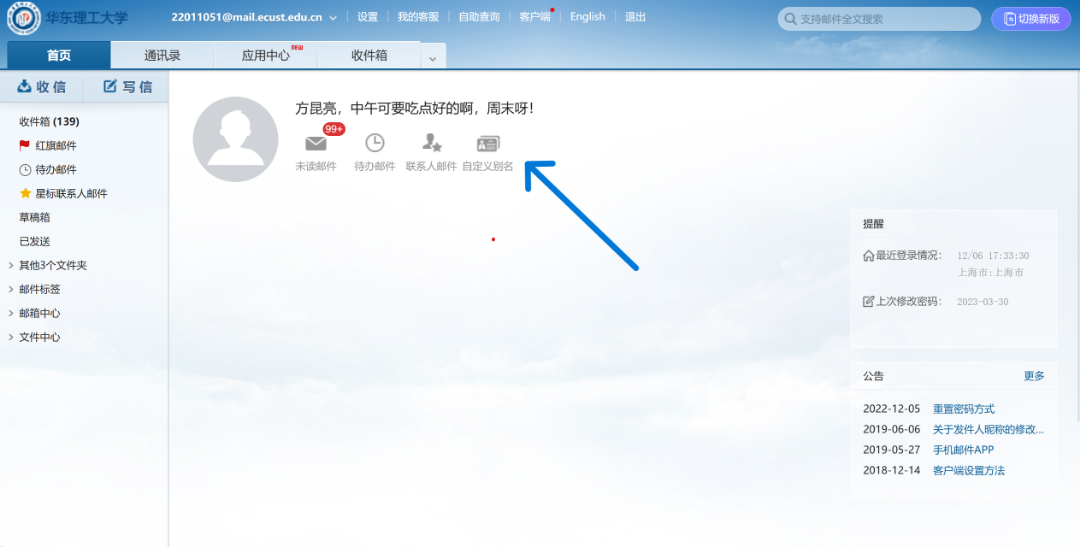 华东理工大学
22011051@mail.ecust.edu.cn 设置 我的客服 自助查询 客户端 English 退出
支持邮件全文搜索
切换新版
首页 通讯录 应用中心 new 收件箱
收信 写信
收件箱 (139)
红旗邮件
待办邮件
星标联系人邮件
草稿箱
已发送
其他3个文件夹
邮件标签
邮箱中心
文件中心
方昆亮，中午可要吃点好的啊，周末呀！
99+
未读邮件 待办邮件 联系人邮件 自定义别名
提醒
最近登录情况： 12/06 17:33:30
上海市:上海市
上次修改密码： 2023-03-30
公告 更多
2022-12-05 重置密码方式
2019-06-06 关于发件人昵称的修改...
2019-05-27 手机邮件APP
2018-12-14 客户端设置方法